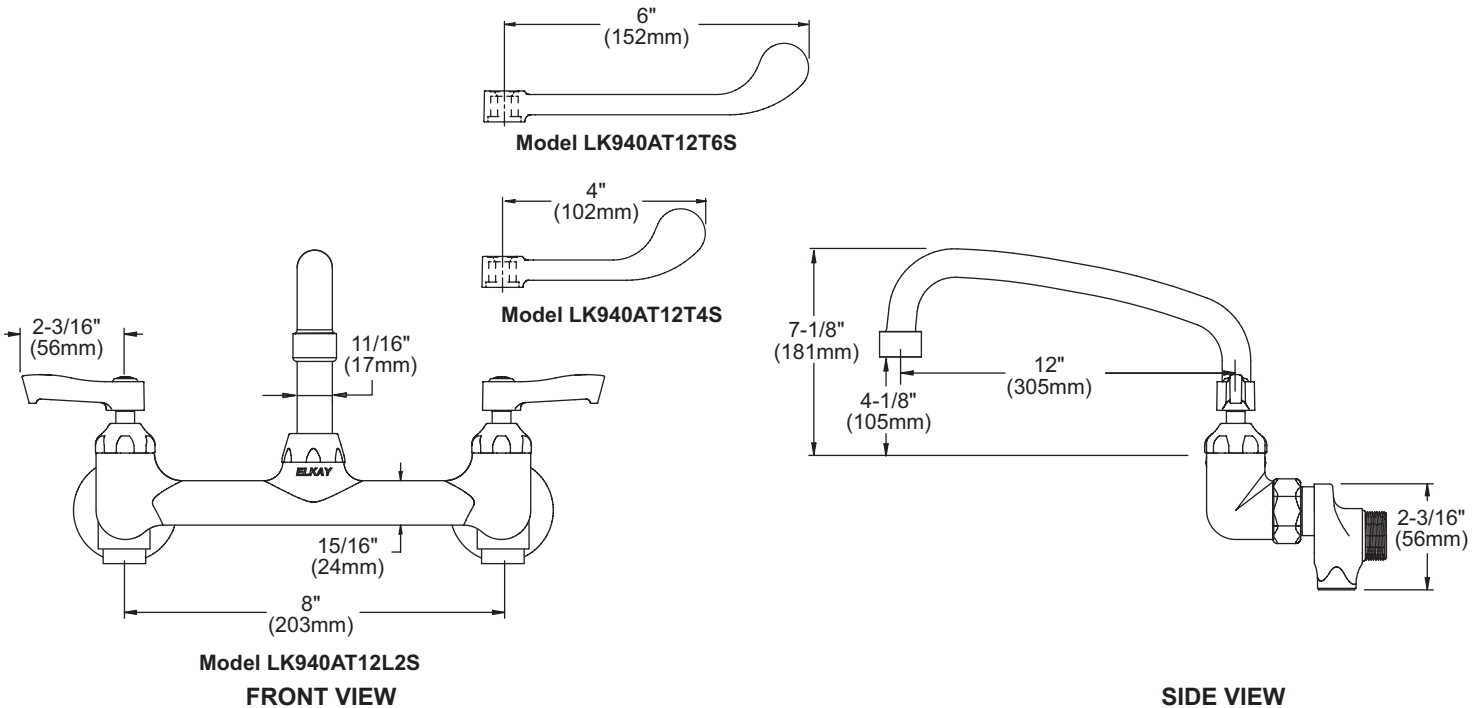 6"
(152mm)
Model LK940AT12T6S
4"
(102mm)
Model LK940AT12T4S
2-3/16"
(56mm)
11/16"
(17mm)
ELKAY
15/16"
(24mm)
8"
(203mm)
Model LK940AT12L2S
FRONT VIEW
7-1/8"
(181mm)
12"
(305mm)
4-1/8"
(105mm)
2-3/16"
(56mm)
SIDE VIEW